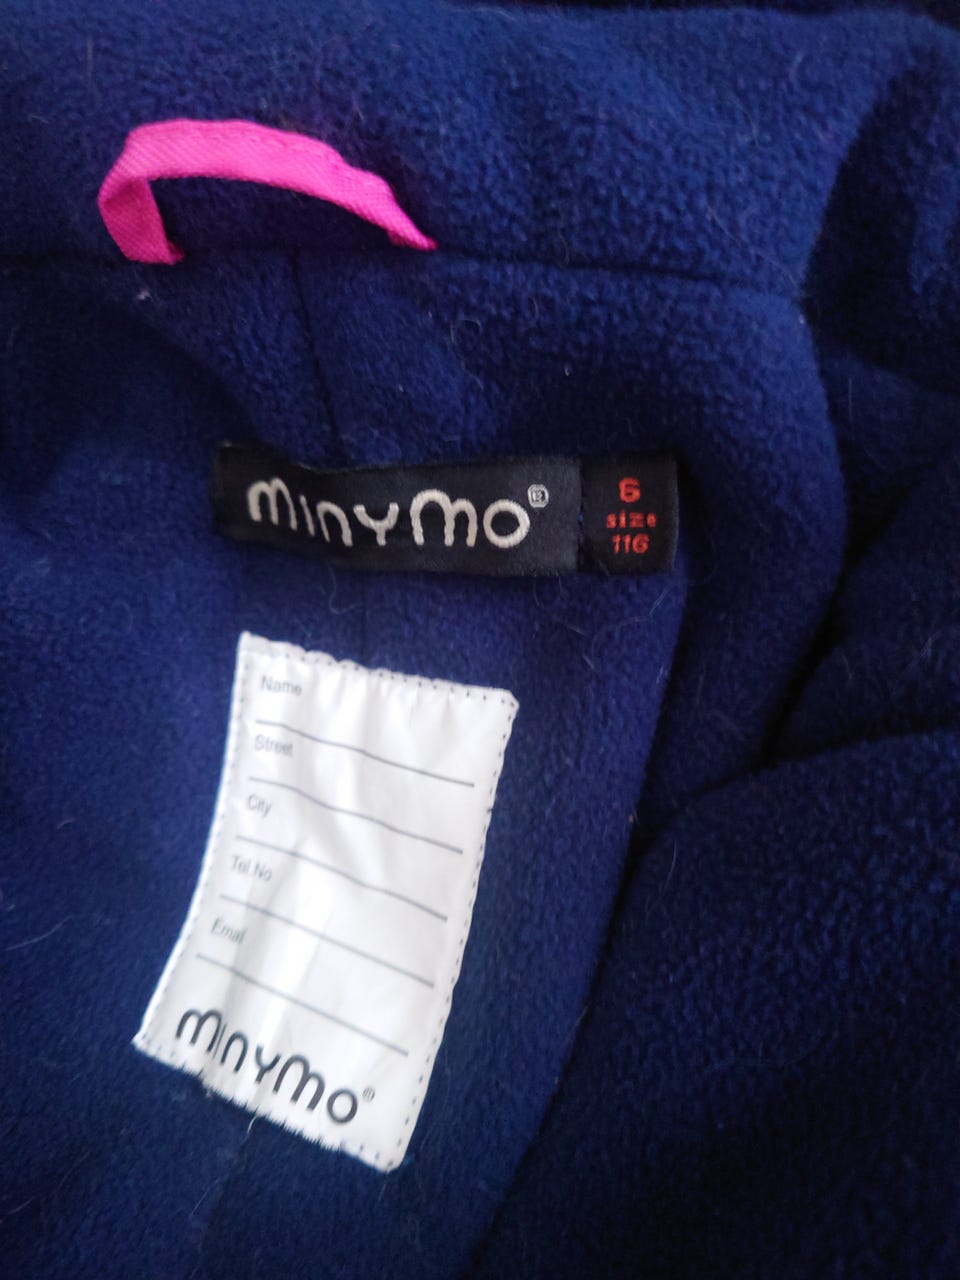 minymo®
6
size
116
Name
Street
City
Tel.No
Email
minymo®